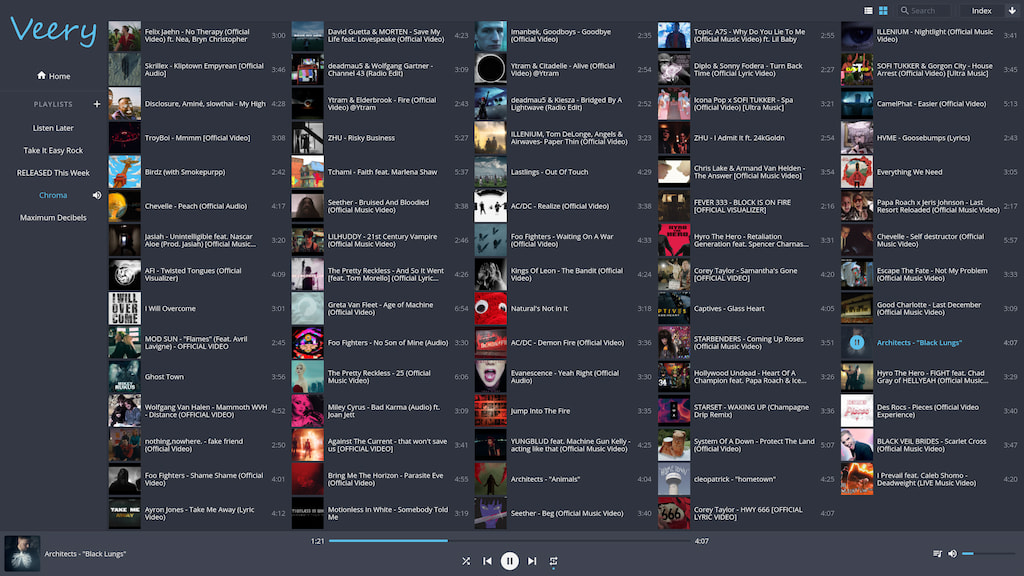 Veery
Search
Index
Home
PLAYLISTS +
Listen Later
Take It Easy Rock
RELEASED This Week
Chroma
Maximum Decibels
Felix Jaehn - No Therapy (Official
Video) ft. Nea, Bryn Christopher
3:00
Skrillex - Kliptown Empyrean (Official
Audio)
3:46
Disclosure, Aminé, slowthai - My High
4:28
TroyBoi - Mmmm [Official Video]
3:08
Birdz (with Smokepurpp)
2:42
Chevelle - Peach (Official Audio)
4:17
Jasiah - Unintelligible feat. Nascar
Aloe (Prod. Jasiah) [Official Music...
3:20
AFI - Twisted Tongues (Official
Visualizer)
4:09
I WILL
OVER
COME
I Will Overcome
3:01
MOD SUN - "Flames" (Feat. Avril
Lavigne) - OFFICIAL VIDEO
2:45
Ghost Town
3:56
Wolfgang Van Halen - Mammoth WVH
- Distance (OFFICIAL VIDEO)
4:52
nothing,nowhere. - fake friend
(Official Video)
2:50
Foo Fighters - Shame Shame (Official
Video)
4:01
TAKE ME
AWAY
Ayron Jones - Take Me Away (Lyric
Video)
4:12
David Guetta & MORTEN - Save My
Life feat. Lovespeake (Official Video)
4:23
deadmau5 & Wolfgang Gartner -
Channel 43 (Radio Edit)
3:09
Ytram & Elderbrook - Fire (Official
Video) @Ytram
2:43
ZHU - Risky Business
5:27
Tchami - Faith feat. Marlena Shaw
5:37
Seether - Bruised And Bloodied
(Official Music Video)
3:28
LILHUDDY - 21st Century Vampire
(Official Music Video)
2:46
The Pretty Reckless - And So It Went
[feat. Tom Morello] (Official Lyric...
4:26
Greta Van Fleet - Age of Machine
(Official Video)
6:54
Foo Fighters - No Son of Mine (Audio)
3:30
The Pretty Reckless - 25 (Official
Music Video)
6:06
Miley Cyrus - Bad Karma (Audio) ft.
Joan Jett
3:09
Against The Current - that won't save
us [OFFICIAL VIDEO]
3:41
Bring Me The Horizon - Parasite Eve
(Official Video)
4:55
Motionless In White - Somebody Told
Me
3:19
Imanbek, Goodboys - Goodbye
(Official Video)
2:35
Ytram & Citadelle - Alive (Official
Video) @Ytram
2:54
deadmau5 & Kiesza - Bridged By A
Lightwave (Radio Edit)
2:52
ILLENIUM, Tom DeLonge, Angels &
Airwaves- Paper Thin (Official Video)
3:23
Lastlings - Out Of Touch
4:29
AC/DC - Realize (Official Video)
3:44
Foo Fighters - Waiting On A War
(Official Video)
4:33
Kings Of Leon - The Bandit (Official
Video)
4:24
Natural's Not in It
3:18
AC/DC - Demon Fire (Official Video)
3:36
Evanescence - Yeah Right (Official
Audio)
3:30
Jump Into The Fire
3:35
YUNGBLUD feat. Machine Gun Kelly -
acting like that (Official Music Video)
4:25
Architects - "Animals"
4:04
Seether - Beg (Official Music Video)
3:40
Topic, A7S - Why Do You Lie To Me
(Official Music Video) ft. Lil Baby
2:55
Diplo & Sonny Federa - Turn Back
Time (Official Lyric Video)
2:27
Icona Pop x SOFI TUKKER - Spa
(Official Video) [Ultra Music]
3:21
ZHU - I Admit It ft. 24kGoldn
2:54
Chris Lake & Armand Van Helden -
The Answer [Official Music Video]
3:54
FEVER 333 - BLOCK IS ON FIRE
[OFFICIAL VISUALIZER]
2:16
Hyro The Hero - Retaliation
Generation feat. Spencer Charnas...
3:31
Corey Taylor - Samantha's Gone
[OFFICIAL VIDEO]
4:20
Captives - Glass Heart
4:05
STARBENDERS - Coming Up Roses
(Official Music Video)
3:51
Hollywood Undead - Heart Of A
Champion feat. Papa Roach & Ice...
3:26
STARSET - WAKING UP (Champagne
Drip Remix)
3:38
System Of A Down - Protect The Land
(Official Video)
5:07
cleopatrick - "hometown"
4:25
666
Corey Taylor - HWY 666 [OFFICIAL
LYRIC VIDEO]
4:07
ILLENIUM - Nightlight (Official Music
Video)
3:41
SOFI TUKKER & Gorgon City - House
Arrest (Official Video) [Ultra Music]
3:45
CamelPhat - Easier (Official Video)
5:13
HVME - Goosebumps (Lyrics)
2:43
Everything We Need
3:05
Papa Roach x Jeris Johnson - Last
Resort Reloaded (Official Music Video)
2:17
Chevelle - Self destructor (Official
Music Video)
5:57
Escape The Fate - Not My Problem
(Official Music Video)
3:33
Good Charlotte - Last December
(Official Video)
3:09
Architects - "Black Lungs"
4:07
Hyro The Hero - FIGHT feat. Chad
Gray of HELLYEAH (Official Music...
3:29
Des Rocs - Pieces (Official Video
Experience)
3:40
BLACK VEIL BRIDES - Scarlet Cross
(Official Music Video)
3:47
I Prevail feat. Caleb Shomo -
Deadweight (LIVE Music Video)
4:20
Architects - "Black Lungs"
1:21
4:07